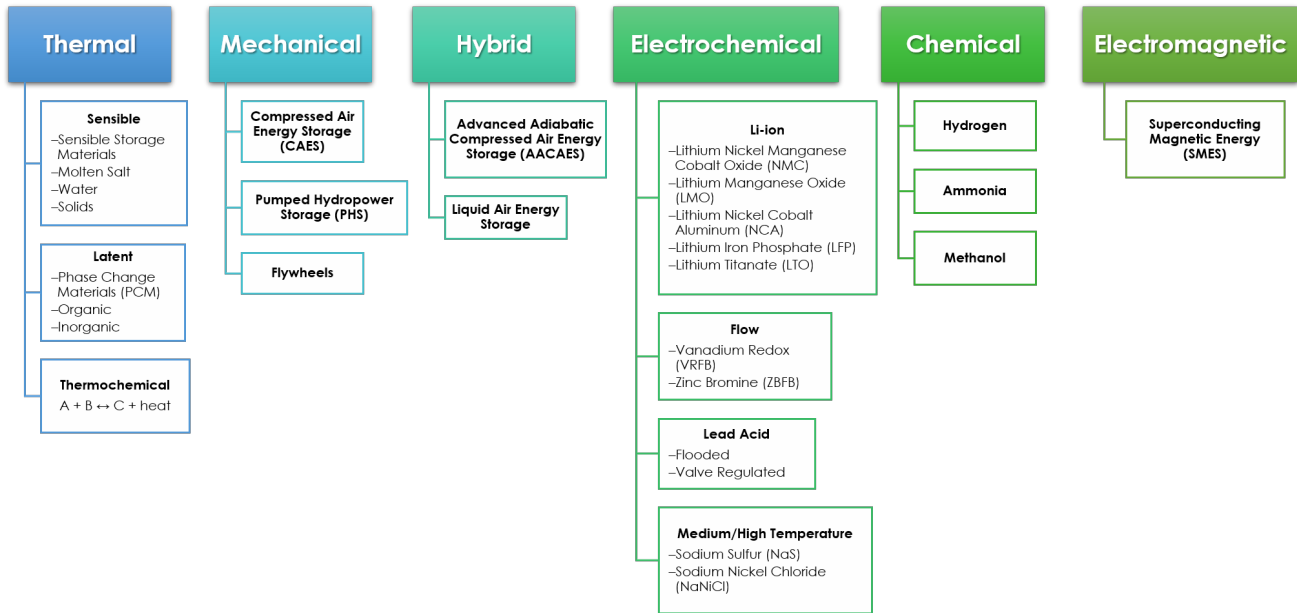 Thermal
Sensible
–Sensible Storage
Materials
–Molten Salt
–Water
–Solids
Latent
–Phase Change
Materials (PCM)
–Organic
–Inorganic
Thermochemical
A + B ↔ C + heat
Mechanical
Compressed Air
Energy Storage
(CAES)
Pumped Hydropower
Storage (PHS)
Flywheels
Hybrid
Advanced Adiabatic
Compressed Air Energy
Storage (AACAES)
Liquid Air Energy
Storage
Electrochemical
Li-ion
–Lithium Nickel Manganese
Cobalt Oxide (NMC)
–Lithium Manganese Oxide
(LMO)
–Lithium Nickel Cobalt
Aluminum (NCA)
–Lithium Iron Phosphate (LFP)
–Lithium Titanate (LTO)
Flow
–Vanadium Redox
(VRFB)
–Zinc Bromine (ZBFB)
Lead Acid
–Flooded
–Valve Regulated
Medium/High Temperature
–Sodium Sulfur (NaS)
–Sodium Nickel Chloride
(NaNiCl)
Chemical
Hydrogen
Ammonia
Methanol
Electromagnetic
Superconducting
Magnetic Energy
(SMES)